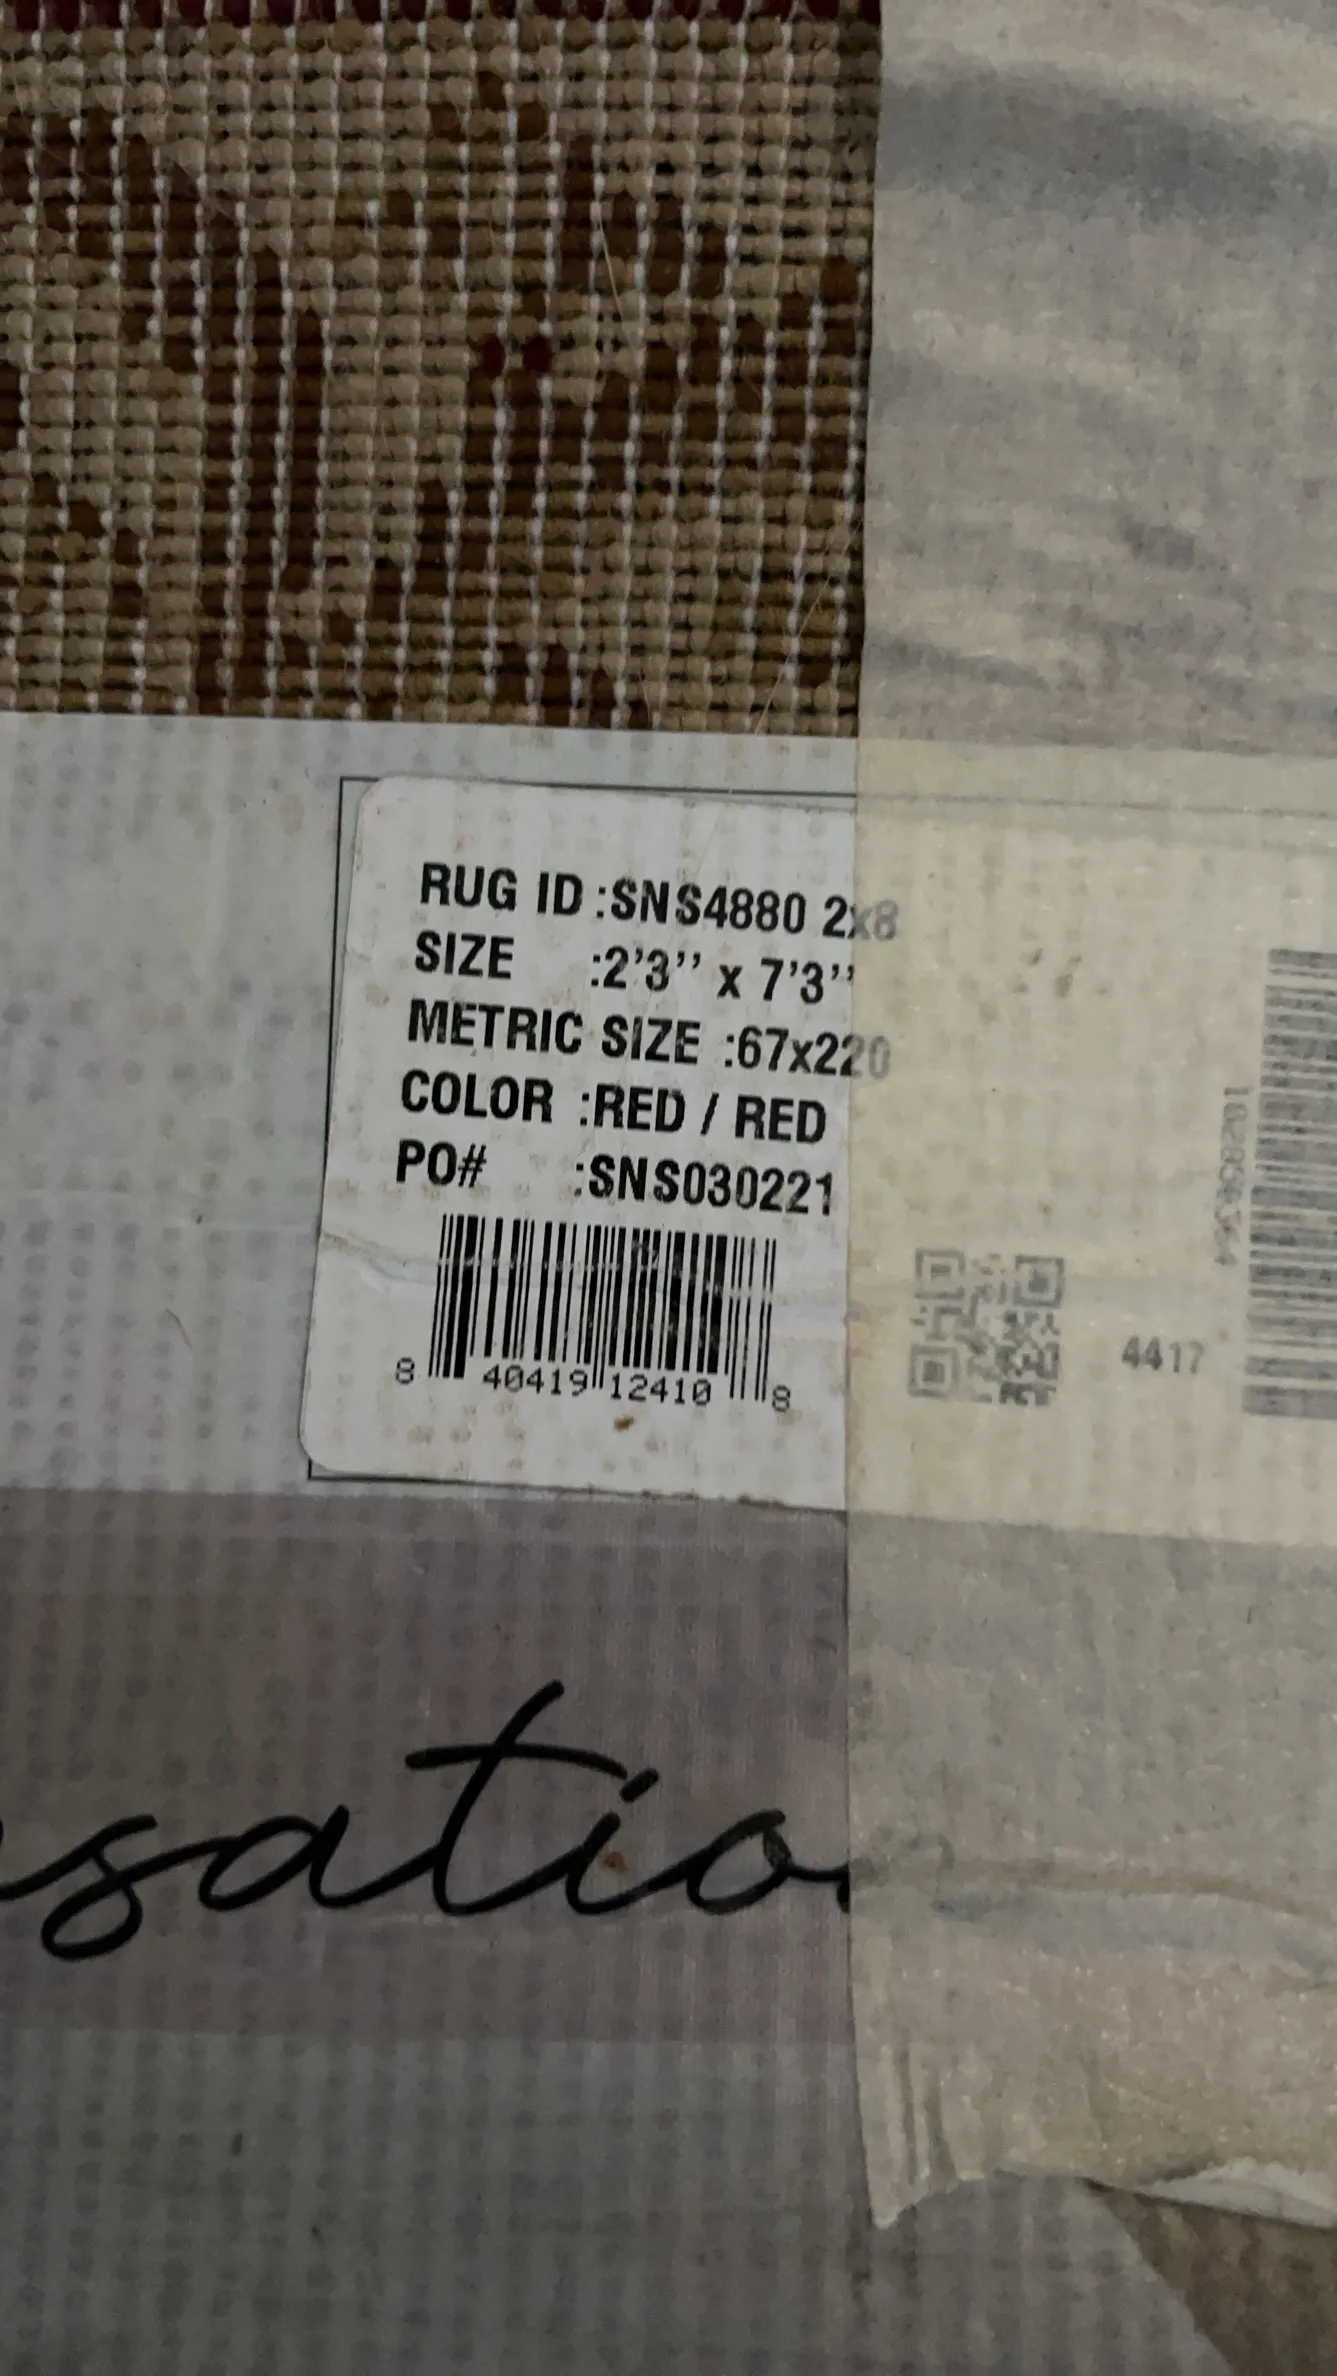 RUG ID :SNS4880 2x8
SIZE :2'3'' x 7'3''
METRIC SIZE :67x220
COLOR :RED / RED
PO# :SNS030221
8 40419 12410 8
4417